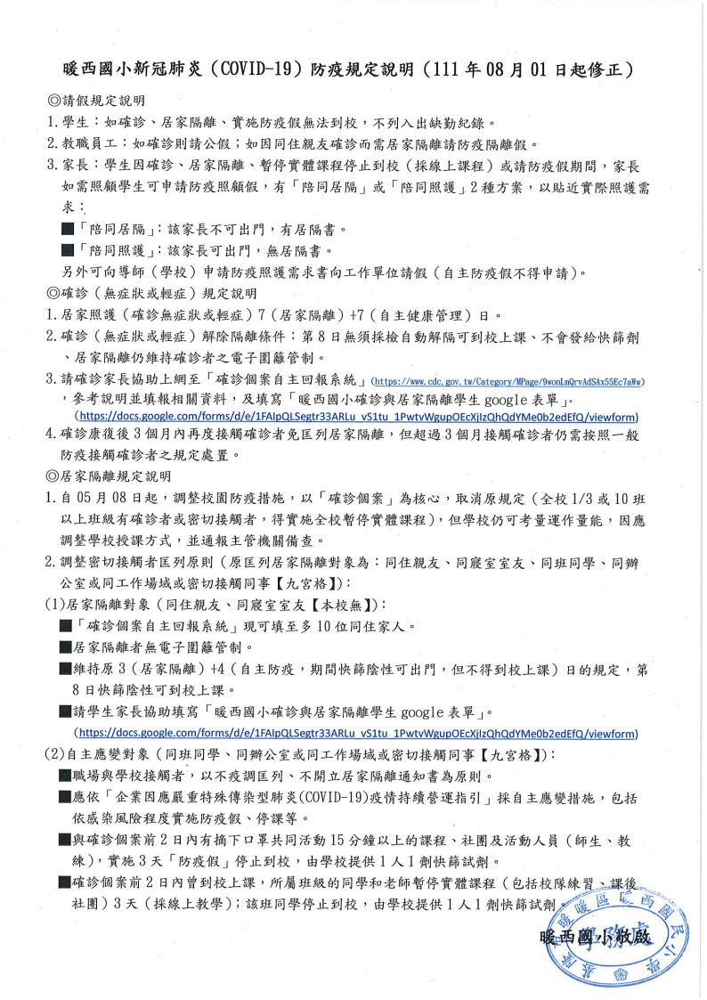 暖西國小新冠肺炎（COVID-19）防疫規定說明（111 年 08 月 01 日起修正）
◎請假規定說明
1.學生：如確診、居家隔離、實施防疫假無法到校，不列入出缺勤紀錄。
2.教職員工：如確診則請公假；如因同住親友確診而需居家隔離請防疫隔離假。
3.家長：學生因確診、居家隔離、暫停實體課程停止到校（採線上課程）或請防疫假期間，家長
如需照顧學生可申請防疫照顧假，有「陪同居隔」或「陪同照護」2 種方案，以貼近實際照護需
求：
■「陪同居隔」：該家長不可出門，有居隔書。
■「陪同照護」：該家長可出門，無居隔書。
另外可向導師（學校）申請防疫照護需求書向工作單位請假（自主防疫假不得申請）。
◎確診（無症狀或輕症）規定說明
1.居家照護（確診無症狀或輕症）7（居家隔離）+7（自主健康管理）日。
2.確診（無症狀或輕症）解除隔離條件：第 8 日無須採檢自動解隔可到校上課、不會發給快篩劑
、居家隔離仍維持確診者之電子圍籬管制。
3.請確診家長協助上網至「確診個案自主回報系統」(https://www.cdc.gov.tw/Category/MPage/9wonLmQrvAdSAx55Ec7aWw)
，參考說明並填報相關資料，及填寫「暖西國小確診與居家隔離學生 google 表單」。
(https://docs.google.com/forms/d/e/1FAIpQLSegtr33ARLu_vS1tu_1PwtvWgupOEcXjIzQhQdYMe0b2edEfQ/viewform)
4.確診康復後 3 個月內再度接觸確診者免匡列居家隔離，但超過 3 個月接觸確診者仍需按照一般
防疫接觸確診者之規定處置。
◎居家隔離規定說明
1.自 05 月 08 日起，調整校園防疫措施，以「確診個案」為核心，取消原規定（全校 1/3 或 10 班
以上班級有確診者或密切接觸者，得實施全校暫停實體課程），但學校仍可考量運作量能，因應
調整學校授課方式，並通報主管機關備查。
2.調整密切接觸者匡列原則（原匡列居家隔離對象為：同住親友、同寢室室友、同班同學、同辦
公室或同工作場域或密切接觸同事【九宮格】）：
(1)居家隔離對象（同住親友、同寢室室友【本校無】）：
■「確診個案自主回報系統」現可填至多 10 位同住家人。
■居家隔離者無電子圍籬管制。
■維持原 3（居家隔離）+4（自主防疫，期間快篩陰性可出門，但不得到校上課）日的規定，第
8 日快篩陰性可到校上課。
■請學生家長協助填寫「暖西國小確診與居家隔離學生 google 表單」。
(https://docs.google.com/forms/d/e/1FAIpQLSegtr33ARLu_vS1tu_1PwtvWgupOEcXjIzQhQdYMe0b2edEfQ/viewform)
(2)自主應變對象（同班同學、同辦公室或同工作場域或密切接觸同事【九宮格】）：
■職場與學校接觸者，以不疫調匡列、不開立居家隔離通知書為原則。
■應依「企業因應嚴重特殊傳染型肺炎(COVID-19)疫情持續營運指引」採自主應變措施，包括
依感染風險程度實施防疫假、停課等。
■與確診個案前 2 日內有摘下口罩共同活動 15 分鐘以上的課程、社團及活動人員（師生、教
練），實施 3 天「防疫假」停止到校，由學校提供 1 人 1 劑快篩試劑。
■確診個案前 2 日內曾到校上課，所屬班級的同學和老師暫停實體課程（包括校隊練習、課後
社團）3 天（採線上教學）；該班同學停止到校，由學校提供 1 人 1 劑快篩試劑。
暖西國小敬啟
基隆市暖暖區暖西國民小學
學務處